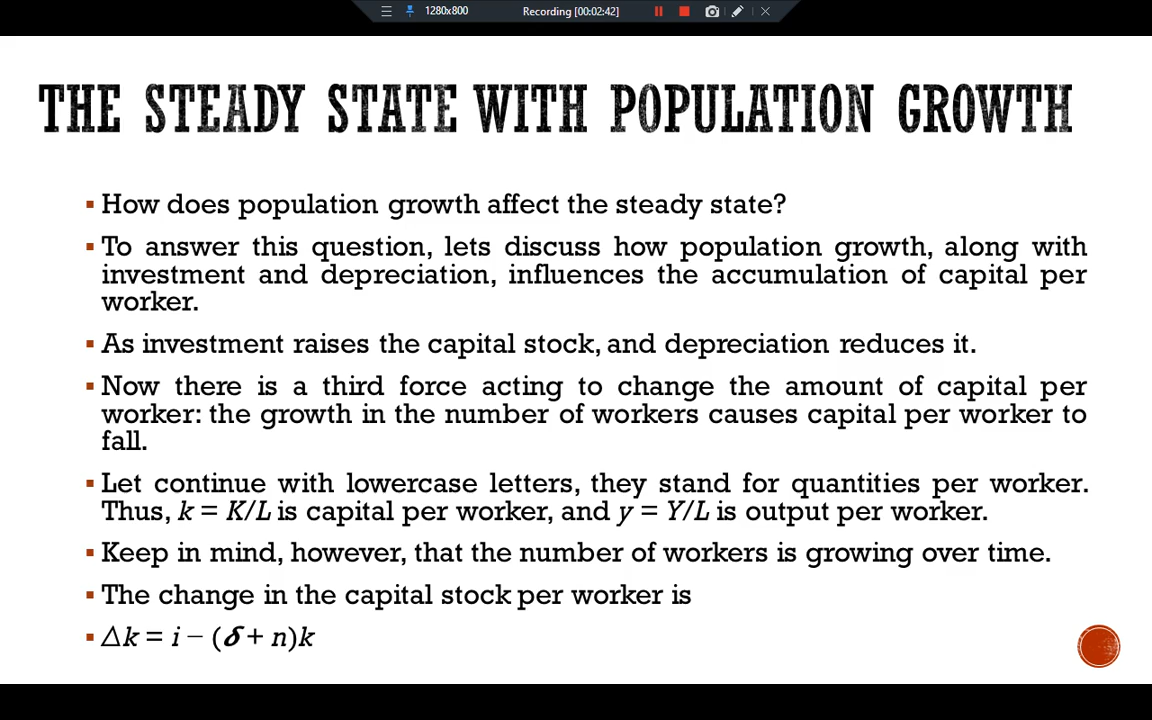 1280x800
Recording [00:02:42]
THE STEADY STATE WITH POPULATION GROWTH
▪ How does population growth affect the steady state?
▪ To answer this question, lets discuss how population growth, along with
investment and depreciation, influences the accumulation of capital per
worker.
▪ As investment raises the capital stock, and depreciation reduces it.
▪ Now there is a third force acting to change the amount of capital per
worker: the growth in the number of workers causes capital per worker to
fall.
▪ Let continue with lowercase letters, they stand for quantities per worker.
Thus, k = K/L is capital per worker, and y = Y/L is output per worker.
▪ Keep in mind, however, that the number of workers is growing over time.
▪ The change in the capital stock per worker is
▪ △k = i − (δ + n)k